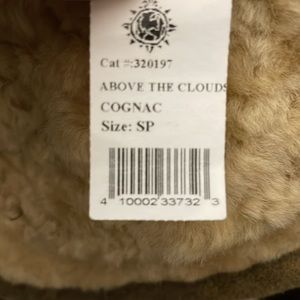 Cat #:320197
ABOVE THE CLOUDS
COGNAC
Size: SP
4 10002 33732 3